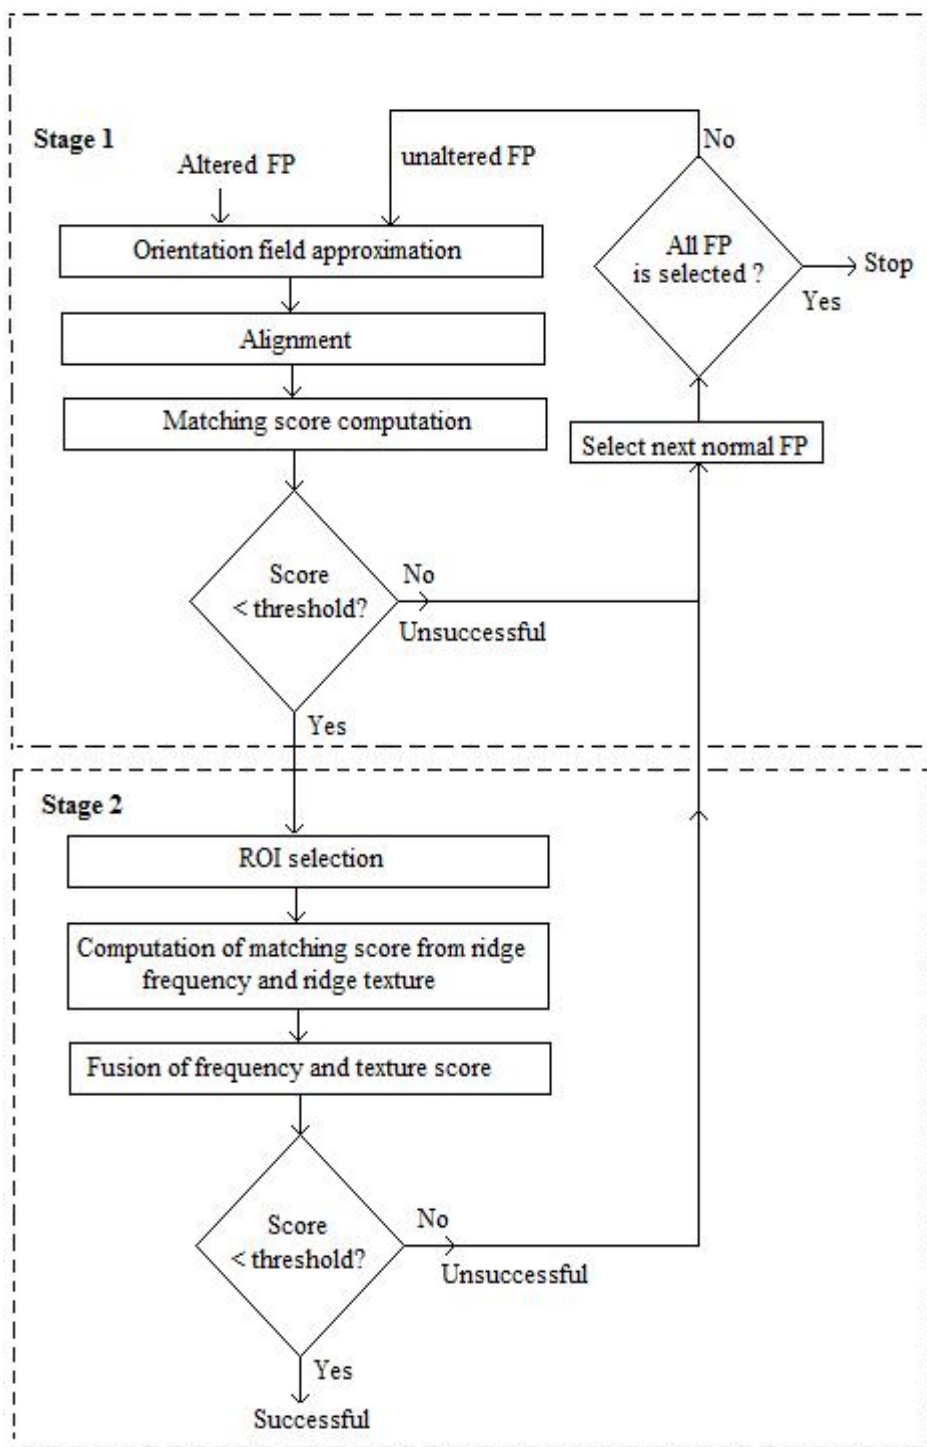 Stage 1
Altered FP
unaltered FP
No
Orientation field approximation
All FP
is selected ?
Stop
Yes
Alignment
Matching score computation
Select next normal FP
Score
< threshold?
No
Unsuccessful
Yes
Stage 2
ROI selection
Computation of matching score from ridge
frequency and ridge texture
Fusion of frequency and texture score
Score
< threshold?
No
Unsuccessful
Yes
Successful